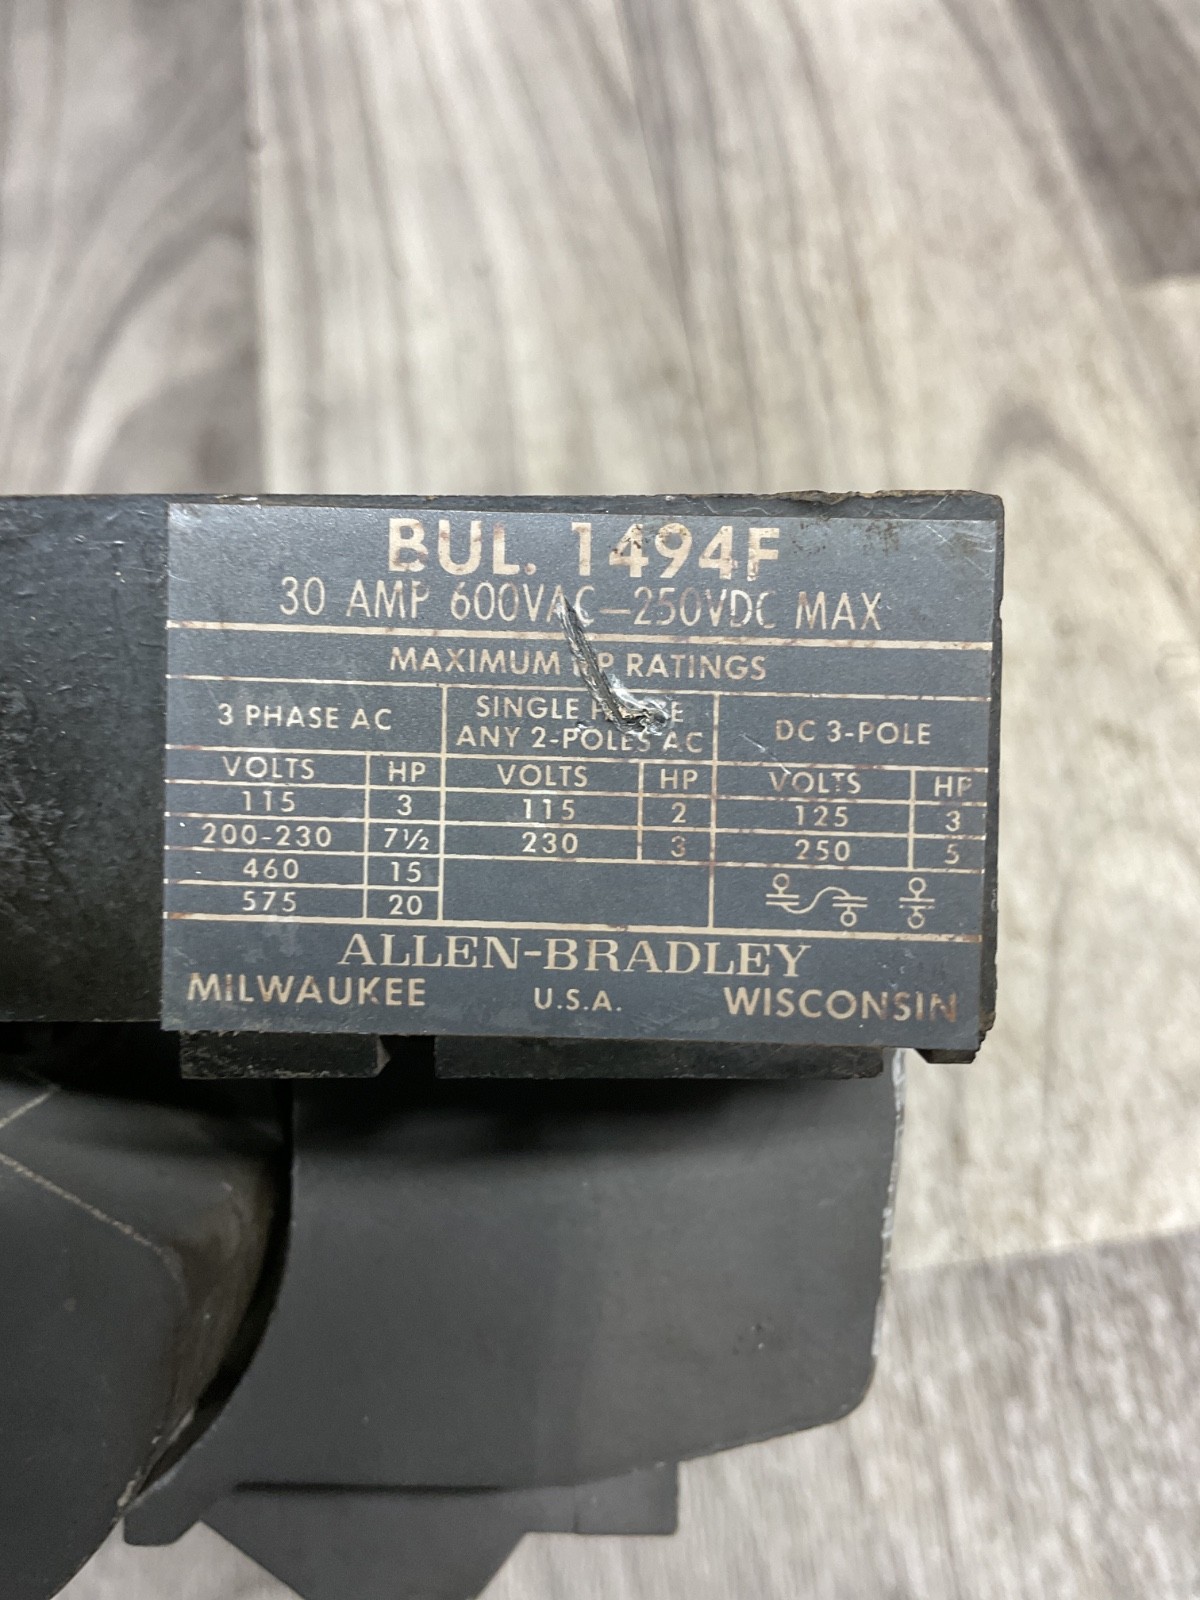 BUL. 1494F
30 AMP 600VAC-250VDC MAX
MAXIMUM HP RATINGS
3 PHASE AC
SINGLE PHASE
ANY 2-POLES AC
DC 3-POLE
VOLTS HP VOLTS HP VOLTS HP
115 3 115 2 125 3
200-230 7½ 230 3 250 5
460 15
575 20
ALLEN-BRADLEY
MILWAUKEE U.S.A. WISCONSIN